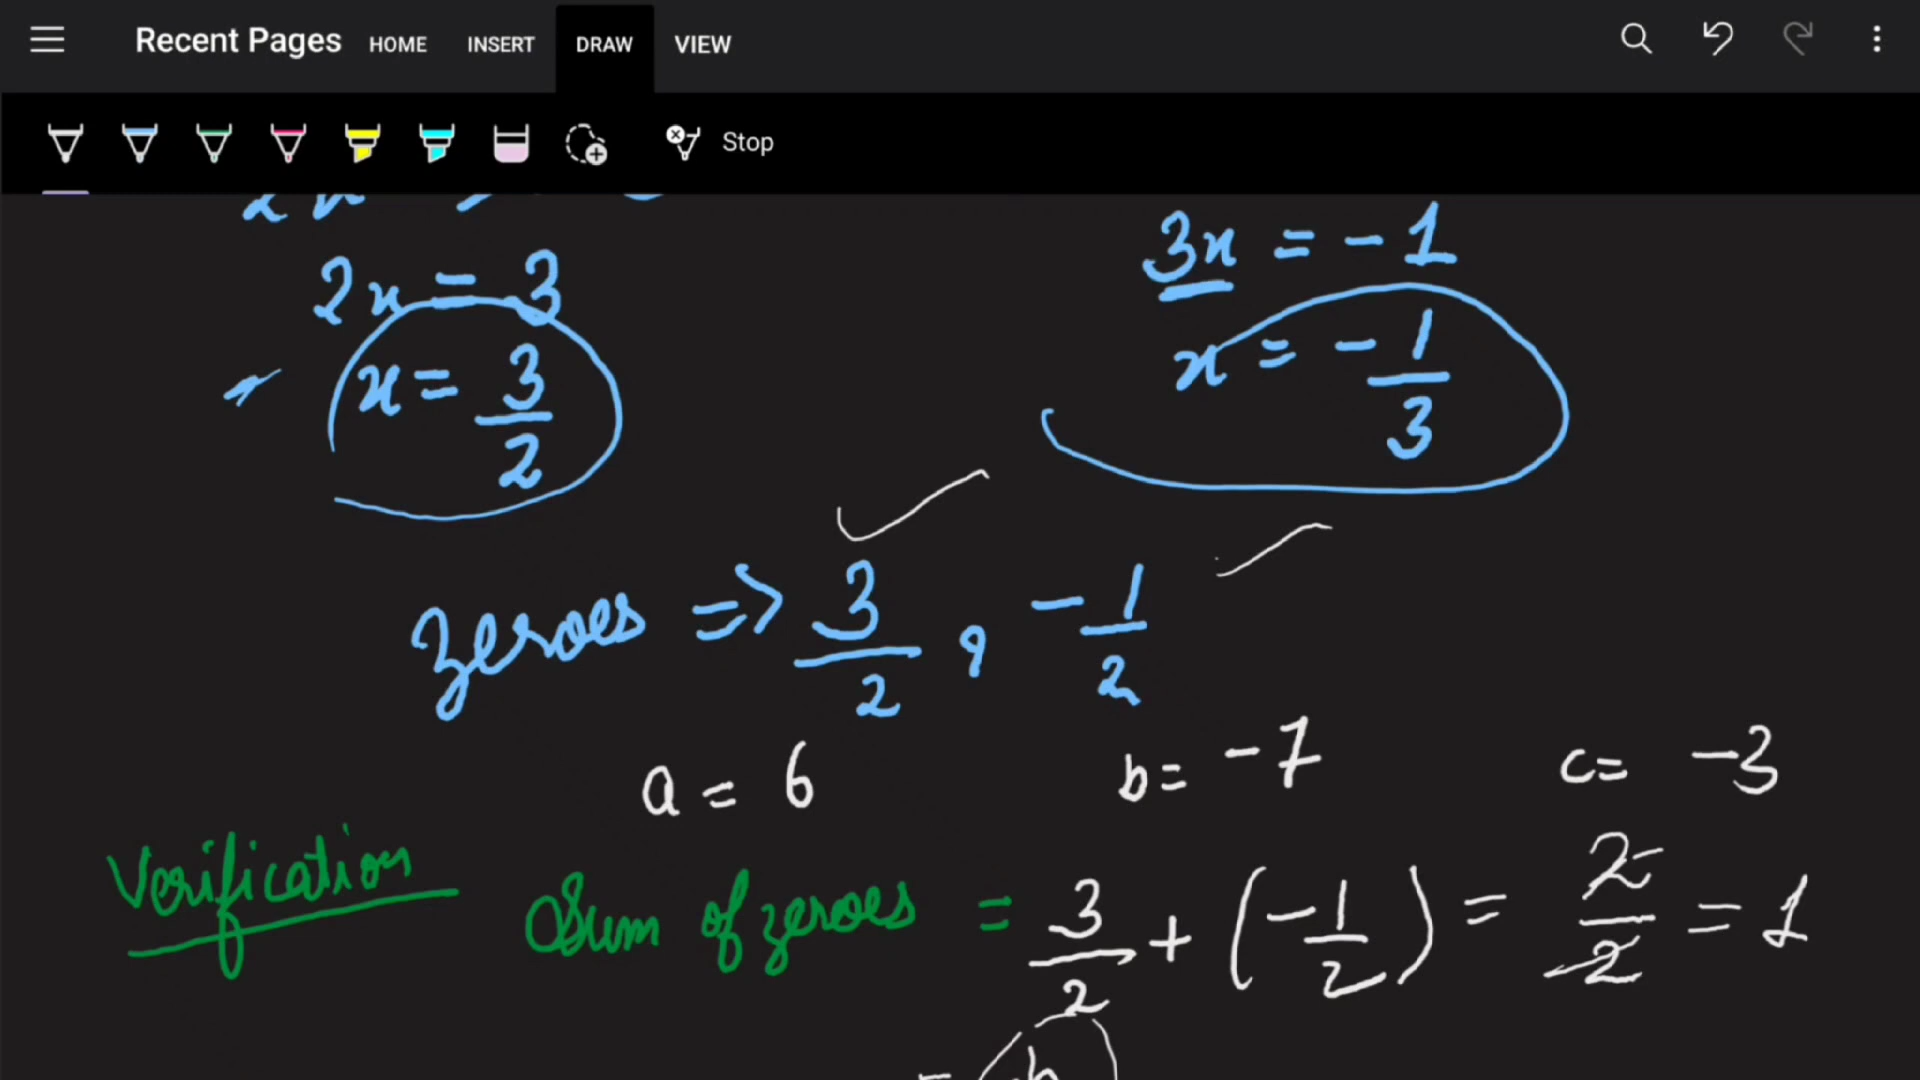 Recent Pages HOME INSERT DRAW VIEW
Stop
2x = 3
3x = - 1
x = 3/2
x = - 1/3
zeroes => 3/2 , - 1/2
a = 6 b = - 7 c = - 3
Verification
Sum of zeroes = 3/2 + (- 1/2) = 2/2 = 1